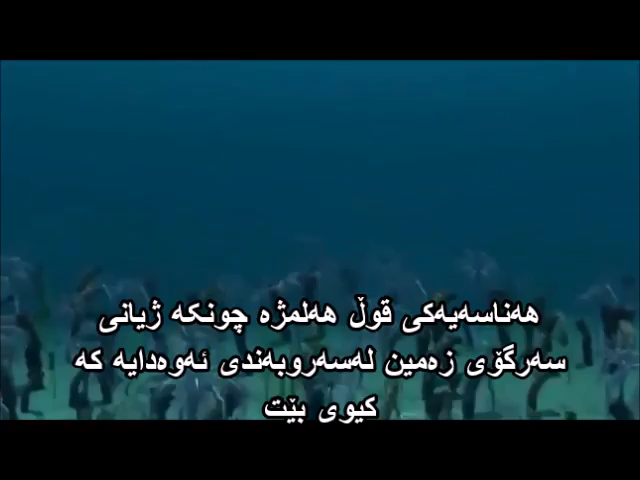 هەناسەیەکی قوڵ هەلمژە چونکە ژیانی
سەرگۆی زەمین لەسەروبەندی ئەوەدایە کە
کیوی بێت